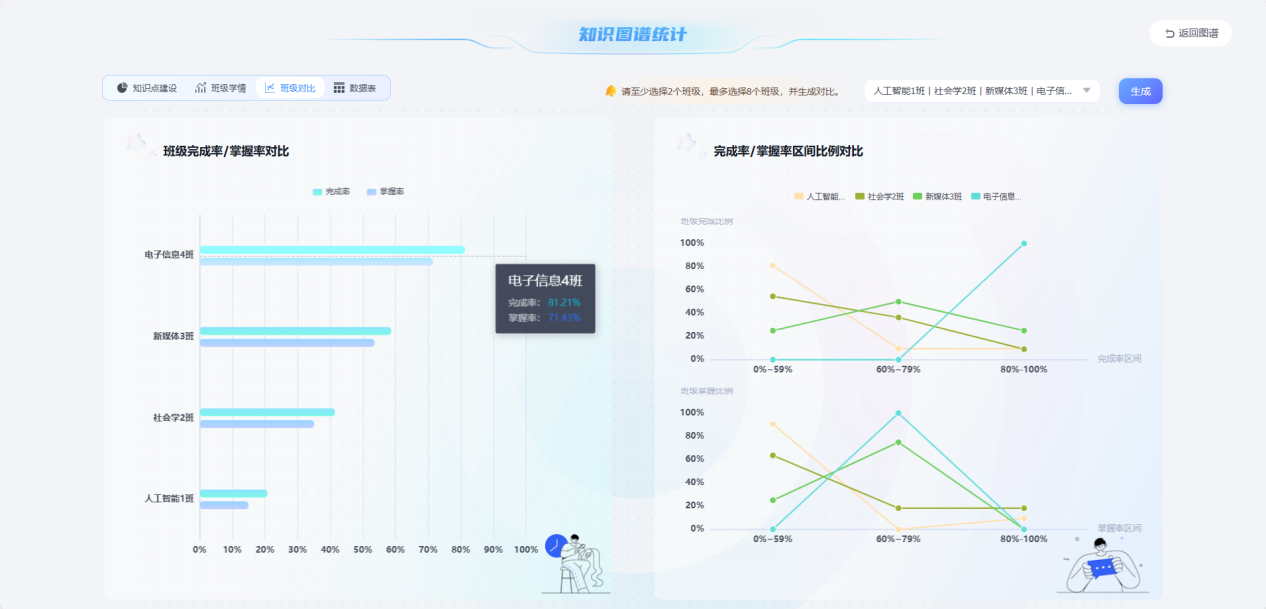 知识图谱统计
返回图谱
知识点建设 班级学情 班级对比 数据表
请至少选择2个班级，最多选择8个班级，并生成对比。
人工智能1班 | 社会学2班 | 新媒体3班 | 电子信...
生成
班级完成率/掌握率对比
完成率 掌握率
电子信息4班
新媒体3班
社会学2班
人工智能1班
0% 10% 20% 30% 40% 50% 60% 70% 80% 90% 100%
电子信息4班
完成率： 81.21%
掌握率： 71.43%
完成率/掌握率区间比例对比
人工智能... 社会学2班 新媒体3班 电子信息...
班级完成比例
100%
80%
60%
40%
20%
0%
0%~59% 60%~79% 80%-100%
完成率区间
班级掌握比例
100%
80%
60%
40%
20%
0%
0%~59% 60%~79% 80%-100%
掌握率区间